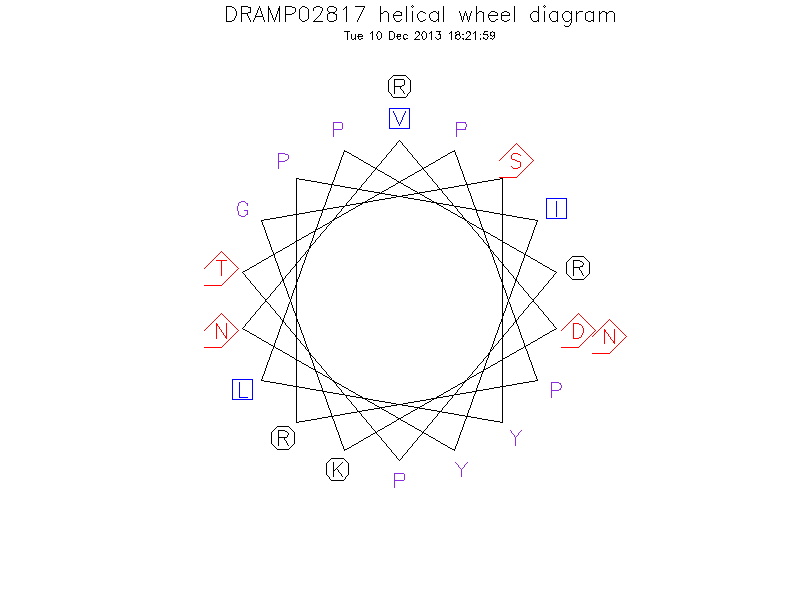 DRAMP02817 helical wheel diagram
Tue 10 Dec 2013 18:21:59
R
V
P P
P S
G I
T R
N D N
L P
R Y
K Y
P